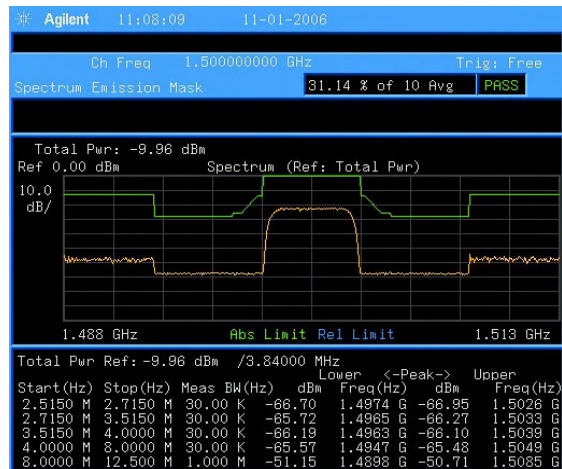 Agilent 11:08:09 11-01-2006
Ch Freq 1.500000000 GHz Trig: Free
Spectrum Emission Mask 31.14 % of 10 Avg PASS
Total Pwr: -9.96 dBm
Ref 0.00 dBm Spectrum (Ref: Total Pwr)
10.0
dB/
1.488 GHz Abs Limit Rel Limit 1.513 GHz
Total Pwr Ref: -9.96 dBm /3.84000 MHz
Lower <-Peak-> Upper
Start(Hz) Stop(Hz) Meas BW(Hz) dBm Freq(Hz) dBm Freq(Hz)
2.5150 M 2.7150 M 30.00 K -66.70 1.4974 G -66.95 1.5026 G
2.7150 M 3.5150 M 30.00 K -65.72 1.4965 G -66.27 1.5033 G
3.5150 M 4.0000 M 30.00 K -66.19 1.4963 G -66.10 1.5039 G
4.0000 M 8.0000 M 30.00 K -65.57 1.4947 G -65.48 1.5049 G
8.0000 M 12.500 M 1.000 M -51.15 1.4898 G -50.71 1.5085 G